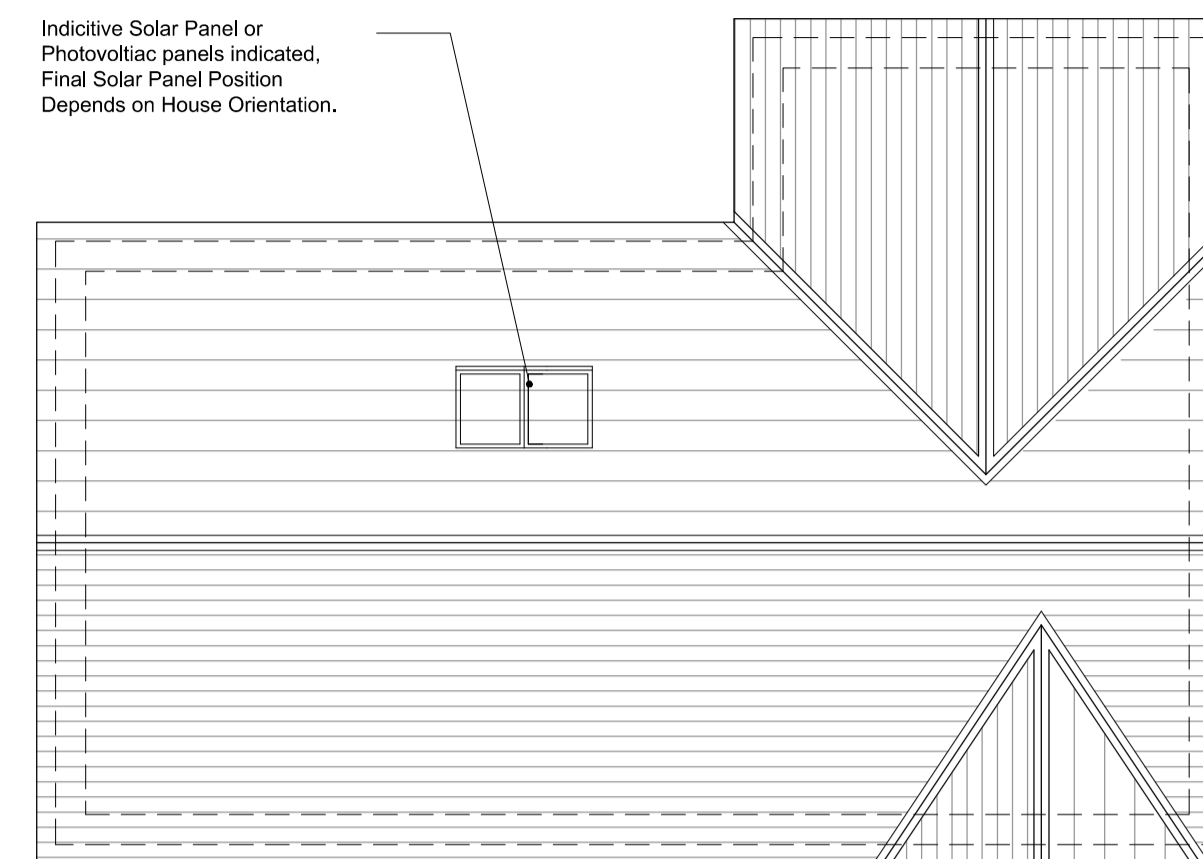 Indicitive Solar Panel or
Photovoltiac panels indicated,
Final Solar Panel Position
Depends on House Orientation.